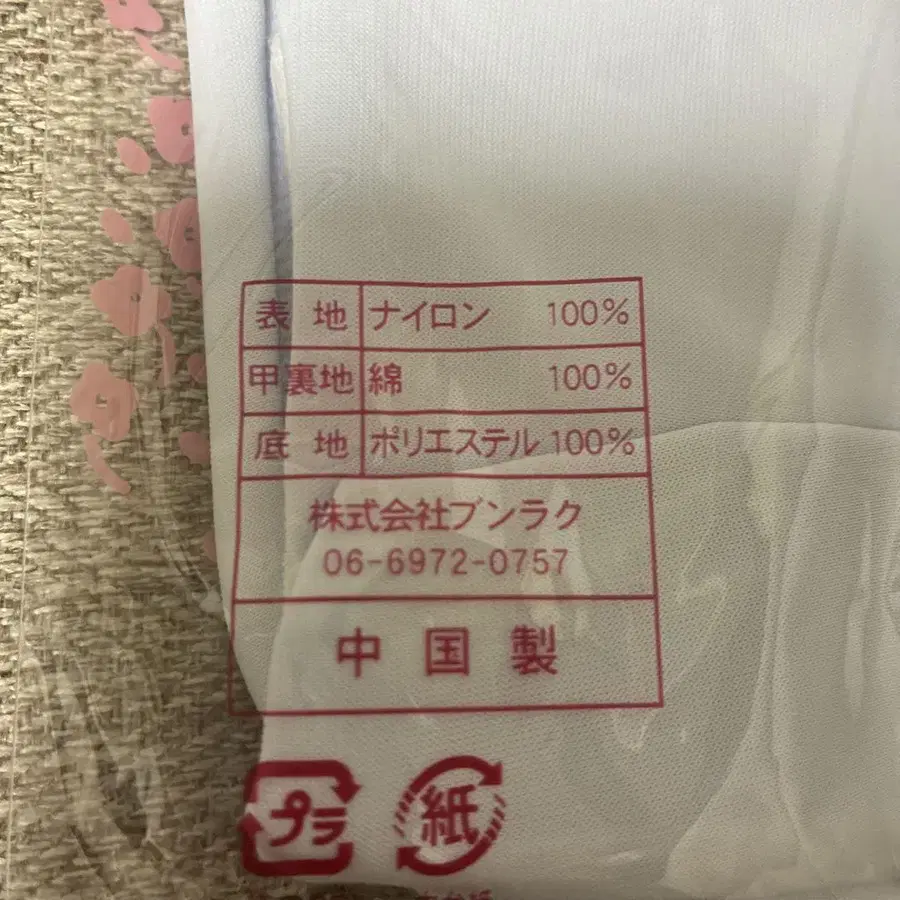 表地 ナイロン 100%
甲裏地 綿 100%
底地 ポリエステル 100%
株式会社ブンラク
06-6972-0757
中国製
プラ 紙